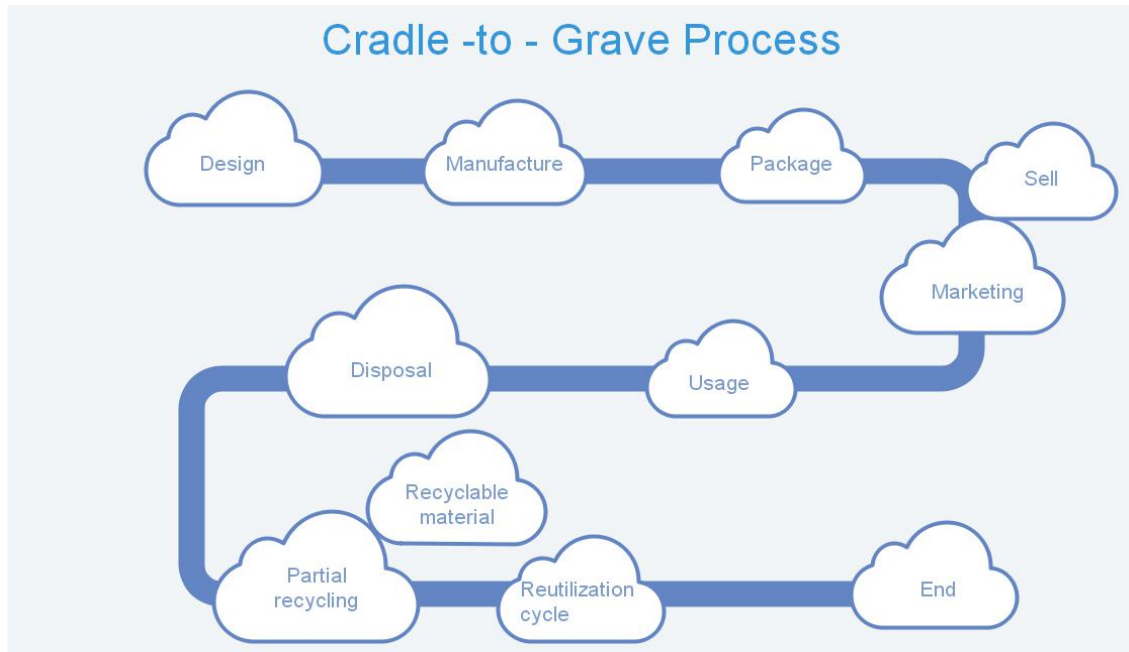 Cradle -to - Grave Process
Design
Manufacture
Package
Sell
Marketing
Usage
Disposal
Recyclable
material
Partial
recycling
Reutilization
cycle
End